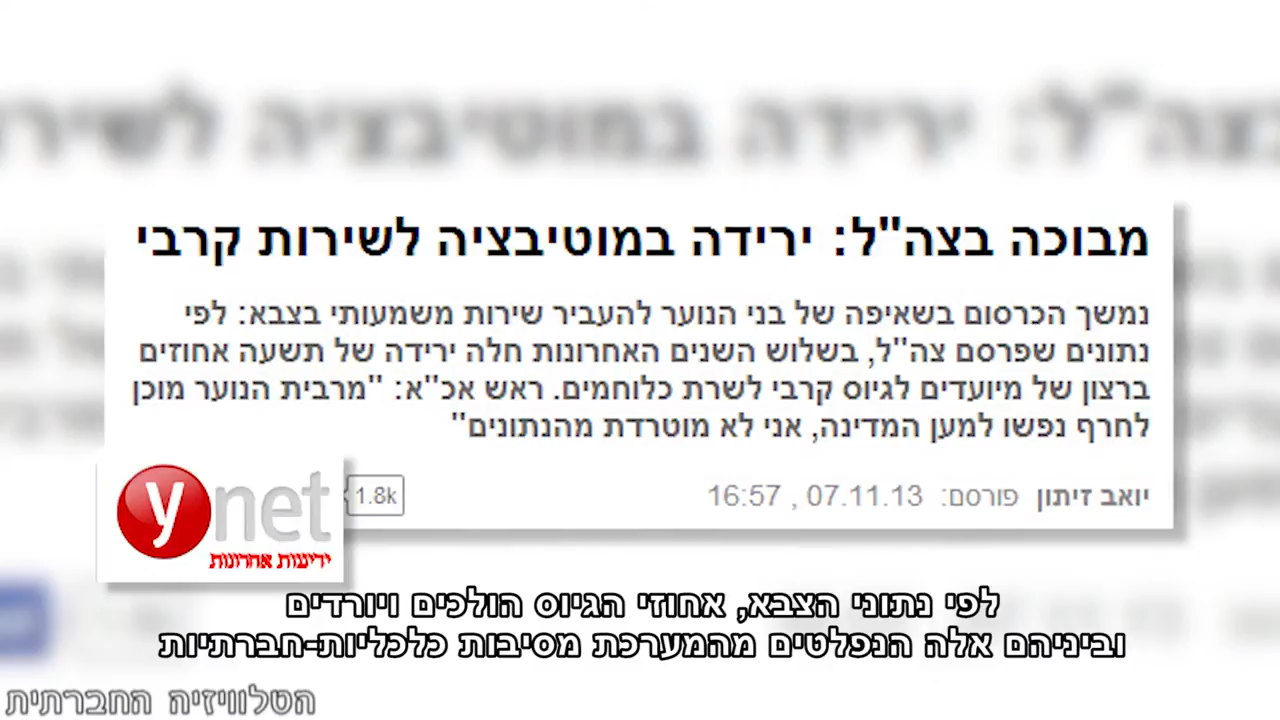 מבוכה בצה"ל: ירידה במוטיבציה לשירות קרבי
נמשך הכרסום בשאיפה של בני הנוער להעביר שירות משמעותי בצבא: לפי
נתונים שפרסם צה"ל, בשלוש השנים האחרונות חלה ירידה של תשעה אחוזים
ברצון של מיועדים לגיוס קרבי לשרת כלוחמים. ראש אכ"א: "מרבית הנוער מוכן
לחרף נפשו למען המדינה, אני לא מוטרדת מהנתונים"
יואב זיתון פורסם: 07.11.13 , 16:57
1.8k
ynet
ידיעות אחרונות
לפי נתוני הצבא, אחוזי הגיוס הולכים ויורדים
וביניהם אלה הנפלטים מהמערכת מסיבות כלכליות-חברתיות
הטלוויזיה החברתית